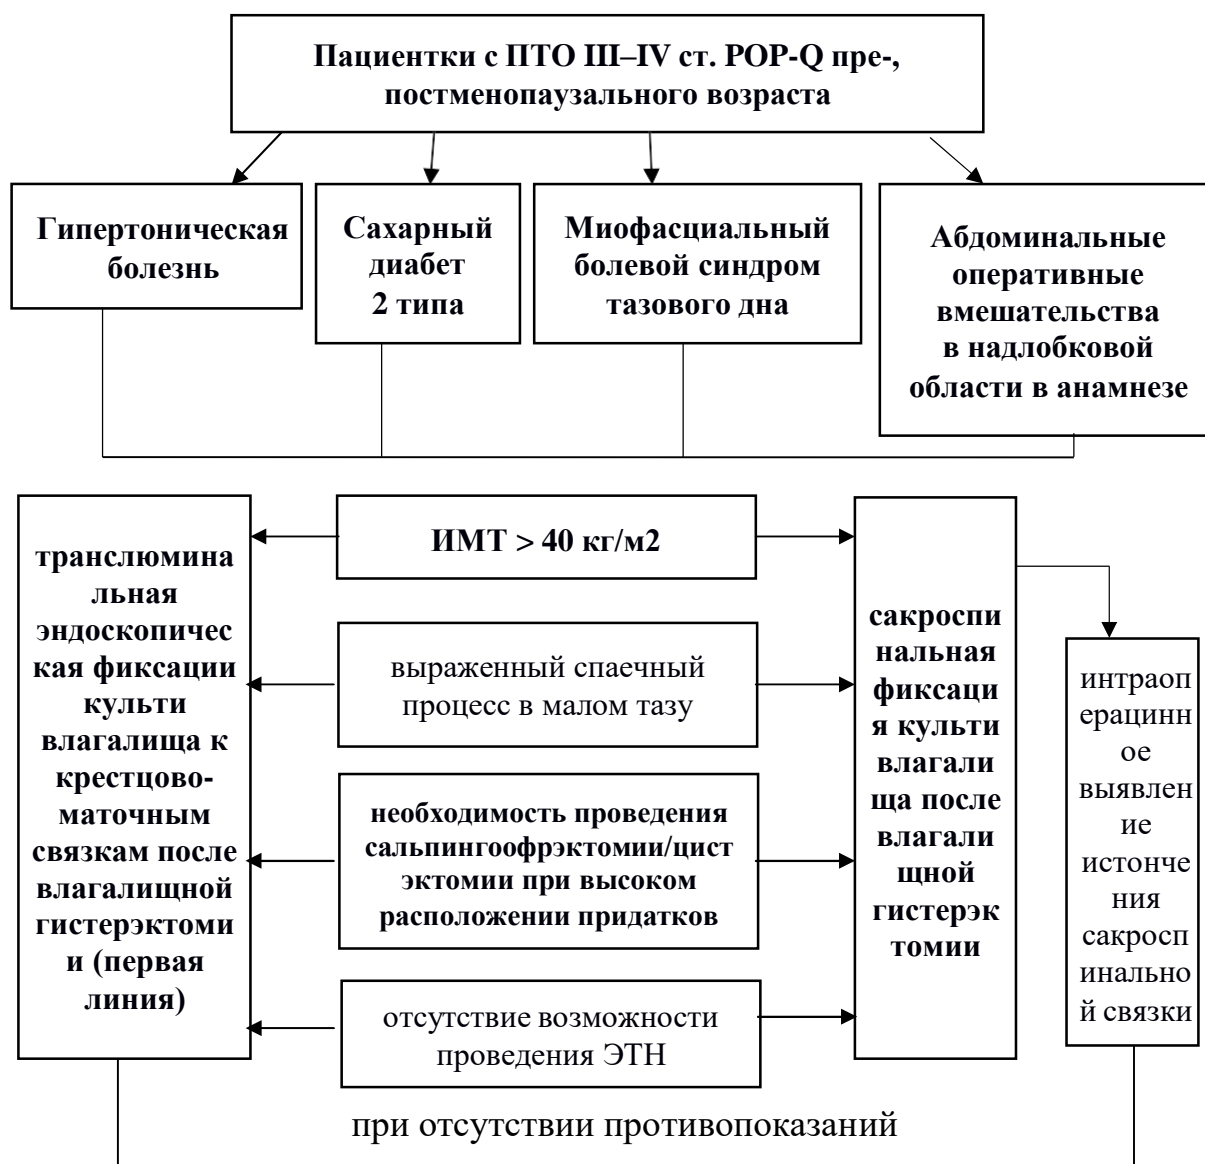 Пациентки с ПТО III–IV ст. POP-Q пре-,
постменопаузального возраста
Гипертоническая
болезнь
Сахарный
диабет
2 типа
Миофасциальный
болевой синдром
тазового дна
Абдоминальные
оперативные
вмешательства
в надлобковой
области в анамнезе
транслюмина
льная
эндоскопичес
кая фиксации
культи
влагалища к
крестцово-
маточным
связкам после
влагалищной
гистерэктоми
и (первая
линия)
ИМТ > 40 кг/м2
выраженный спаечный
процесс в малом тазу
необходимость проведения
сальпингоофрэктомии/цист
эктомии при высоком
расположении придатков
отсутствие возможности
проведения ЭТН
сакроспи
нальная
фиксаци
я культи
влагали
ща после
влагали
щной
гистерэк
томии
интраоп
ерацинн
ое
выявлен
ие
истонче
ния
сакросп
инально
й связки
при отсутствии противопоказаний